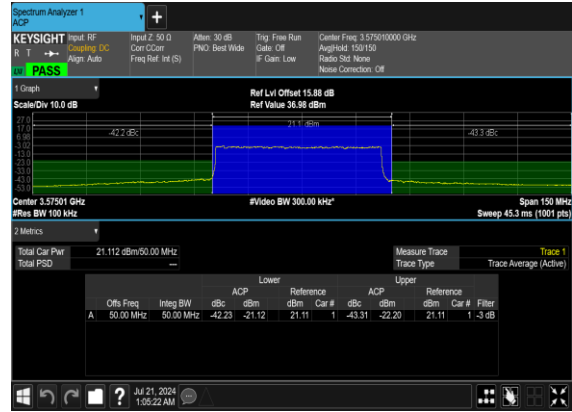 Spectrum Analyzer 1
ACP
KEYSIGHT Input: RF Input Z: 50 Ω Atten: 30 dB Trig: Free Run Center Freq: 3.575010000 GHz
R T Coupling: DC Corr CCorr PNO: Best Wide Gate: Off Avg|Hold: 150/150
Align: Auto Freq Ref: Int (S) IF Gain: Low Radio Std: None
PASS Noise Correction: Off
1 Graph Ref Lvl Offset 15.88 dB
Scale/Div 10.0 dB Ref Value 36.98 dBm
27.0
17.0
6.98
-3.02
-13.0
-23.0
-33.0
-43.0
-53.0
-42.2 dBc 21.1 dBm -43.3 dBc
Center 3.57501 GHz #Video BW 300.00 kHz* Span 150 MHz
#Res BW 100 kHz Sweep 45.3 ms (1001 pts)
2 Metrics
Total Car Pwr 21.112 dBm/50.00 MHz Measure Trace Trace 1
Total PSD --- Trace Type Trace Average (Active)
Lower Upper
ACP Reference ACP Reference
Offs Freq Integ BW dBc dBm dBm Car # dBc dBm dBm Car # Filter
A 50.00 MHz 50.00 MHz -42.23 -21.12 21.11 1 -43.31 -22.20 21.11 1 -3 dB
Jul 21, 2024
1:05:22 AM